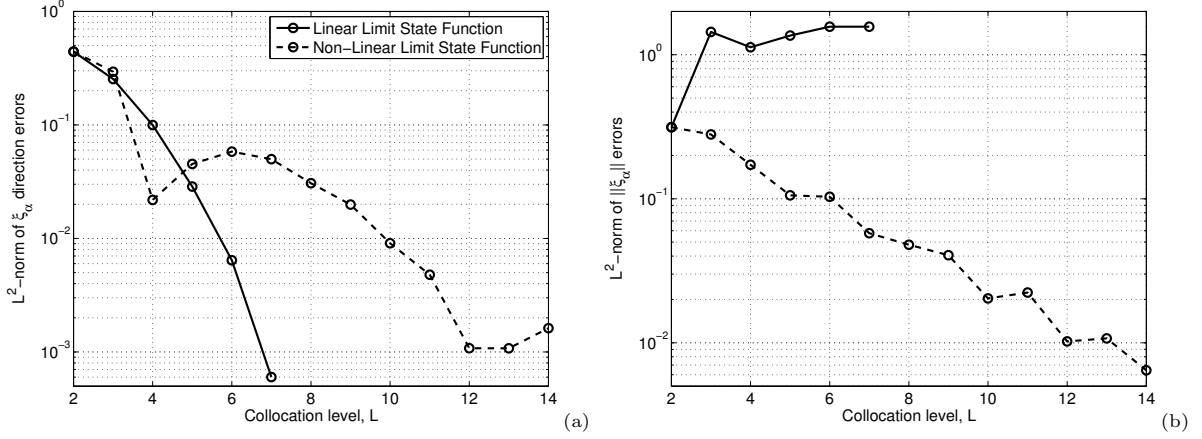 10^0
10^-1
10^-2
10^-3
2
4
6
8
10
12
14
L^2-norm of ξ_α direction errors
Collocation level, L
Linear Limit State Function
Non-Linear Limit State Function
(a)
10^0
10^-1
10^-2
2
4
6
8
10
12
14
L^2-norm of ||ξ_α|| errors
Collocation level, L
(b)